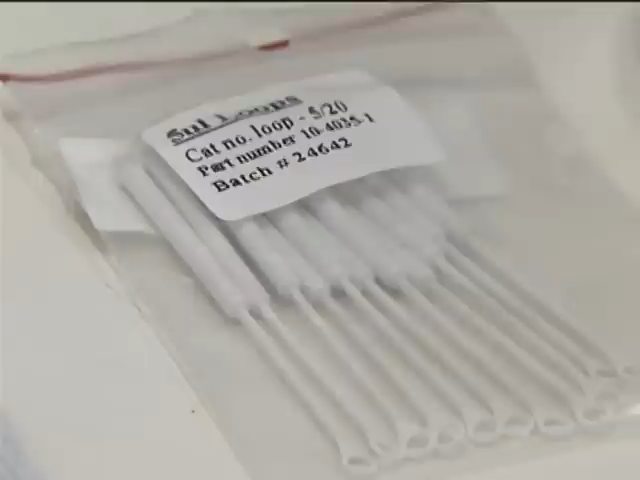 5ul Loops
Cat no. loop - 5/20
Part number 10-4035-1
Batch # 24642